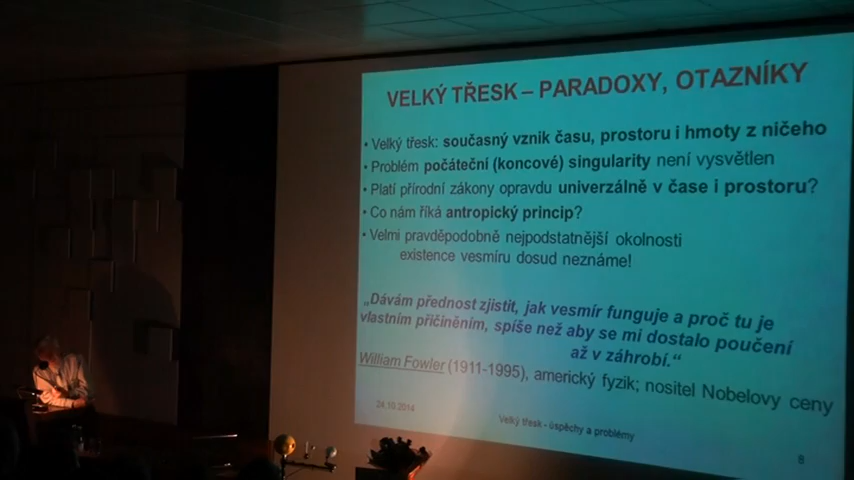 VELKÝ TŘESK – PARADOXY, OTAZNÍKY
• Velký třesk: současný vznik času, prostoru i hmoty z ničeho
• Problém počáteční (koncové) singularity není vysvětlen
• Platí přírodní zákony opravdu univerzálně v čase i prostoru?
• Co nám říká antropický princip?
• Velmi pravděpodobně nejpodstatnější okolnosti
existence vesmíru dosud neznáme!
„Dávám přednost zjistit, jak vesmír funguje a proč tu je
vlastním přičiněním, spíše než aby se mi dostalo poučení
až v záhrobí.“
William Fowler (1911-1995), americký fyzik; nositel Nobelovy ceny
24.10.2014
Velký třesk - úspěchy a problémy
8